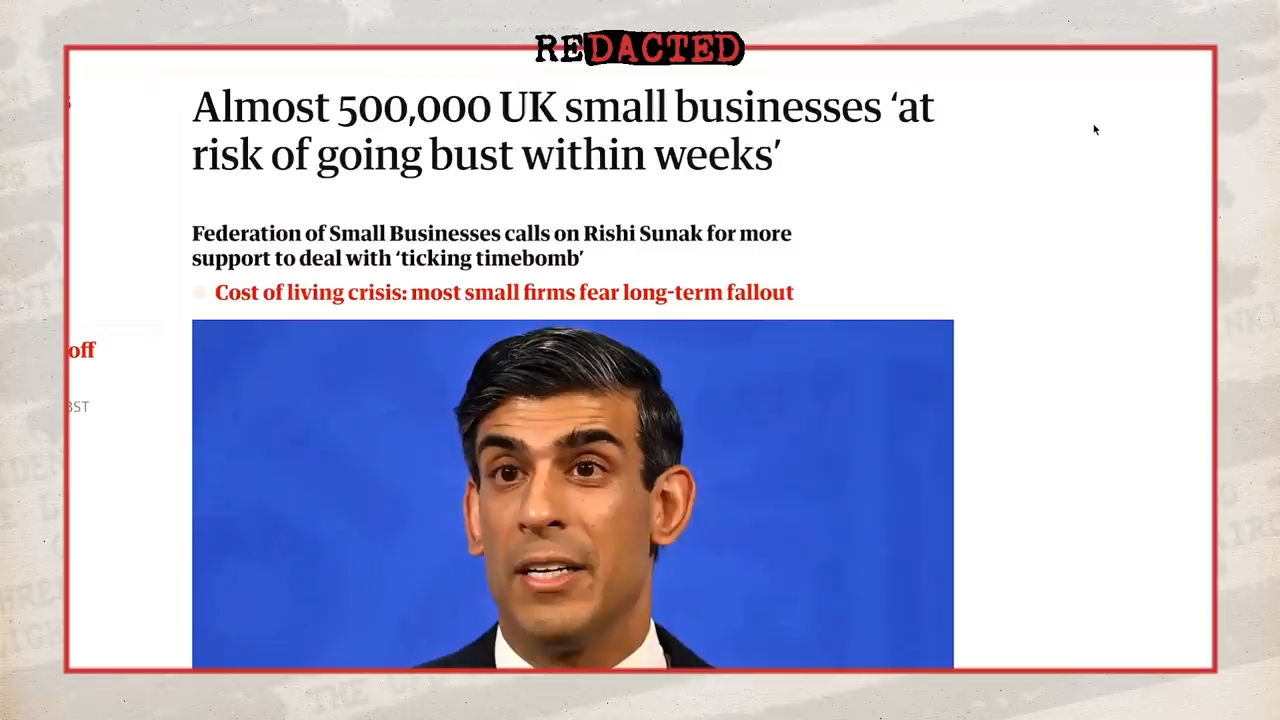 REDACTED
Almost 500,000 UK small businesses ‘at
risk of going bust within weeks’
Federation of Small Businesses calls on Rishi Sunak for more
support to deal with ‘ticking timebomb’
Cost of living crisis: most small firms fear long-term fallout
off
BST